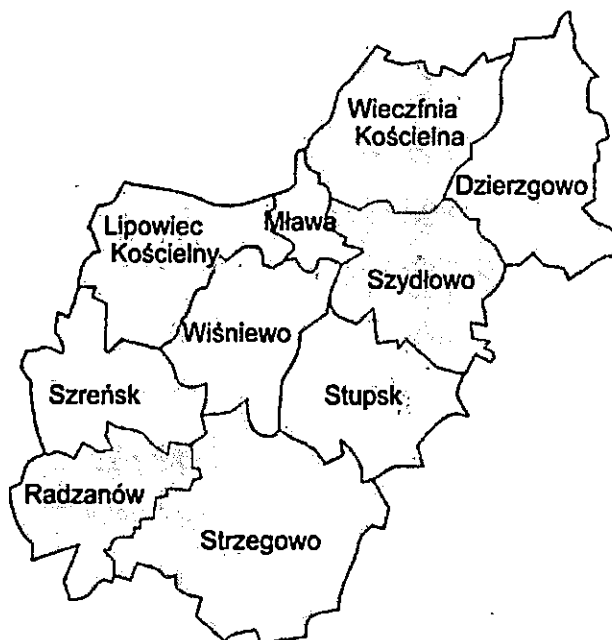 Wieczfnia
Kościelna
Dzierzgowo
Lipowiec
Kościelny
Mława
Szydłowo
Wiśniewo
Szreńsk
Stupsk
Radzanów
Strzegowo